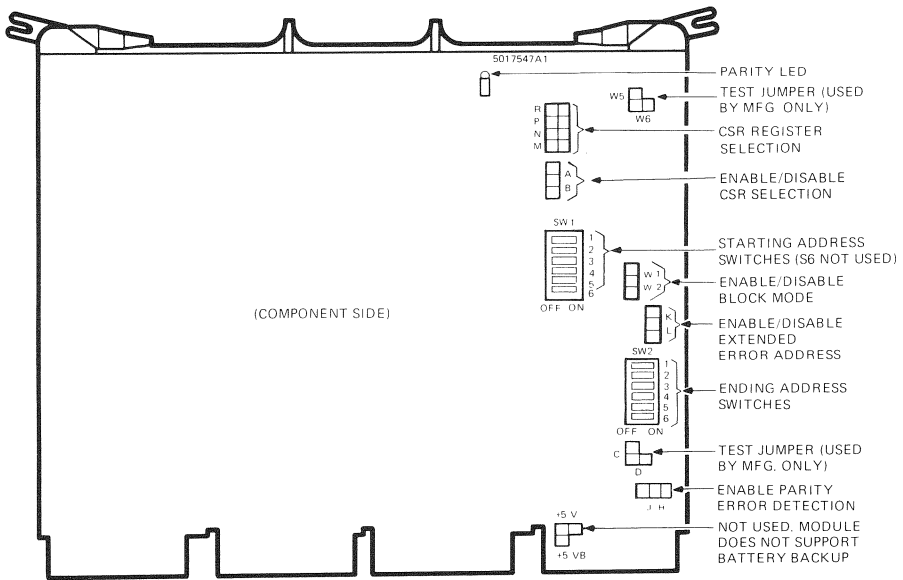 5017547A1
PARITY LED
W5
TEST JUMPER (USED
BY MFG ONLY)
W6
R
P
N
M
CSR REGISTER
SELECTION
A
B
ENABLE/DISABLE
CSR SELECTION
SW1
1
2
3
4
5
6
OFF ON
STARTING ADDRESS
SWITCHES (S6 NOT USED)
W 1
W 2
ENABLE/DISABLE
BLOCK MODE
(COMPONENT SIDE)
K
L
ENABLE/DISABLE
EXTENDED
ERROR ADDRESS
SW2
1
2
3
4
5
6
OFF ON
ENDING ADDRESS
SWITCHES
C
D
TEST JUMPER (USED
BY MFG. ONLY)
J H
ENABLE PARITY
ERROR DETECTION
+5 V
+5 VB
NOT USED. MODULE
DOES NOT SUPPORT
BATTERY BACKUP